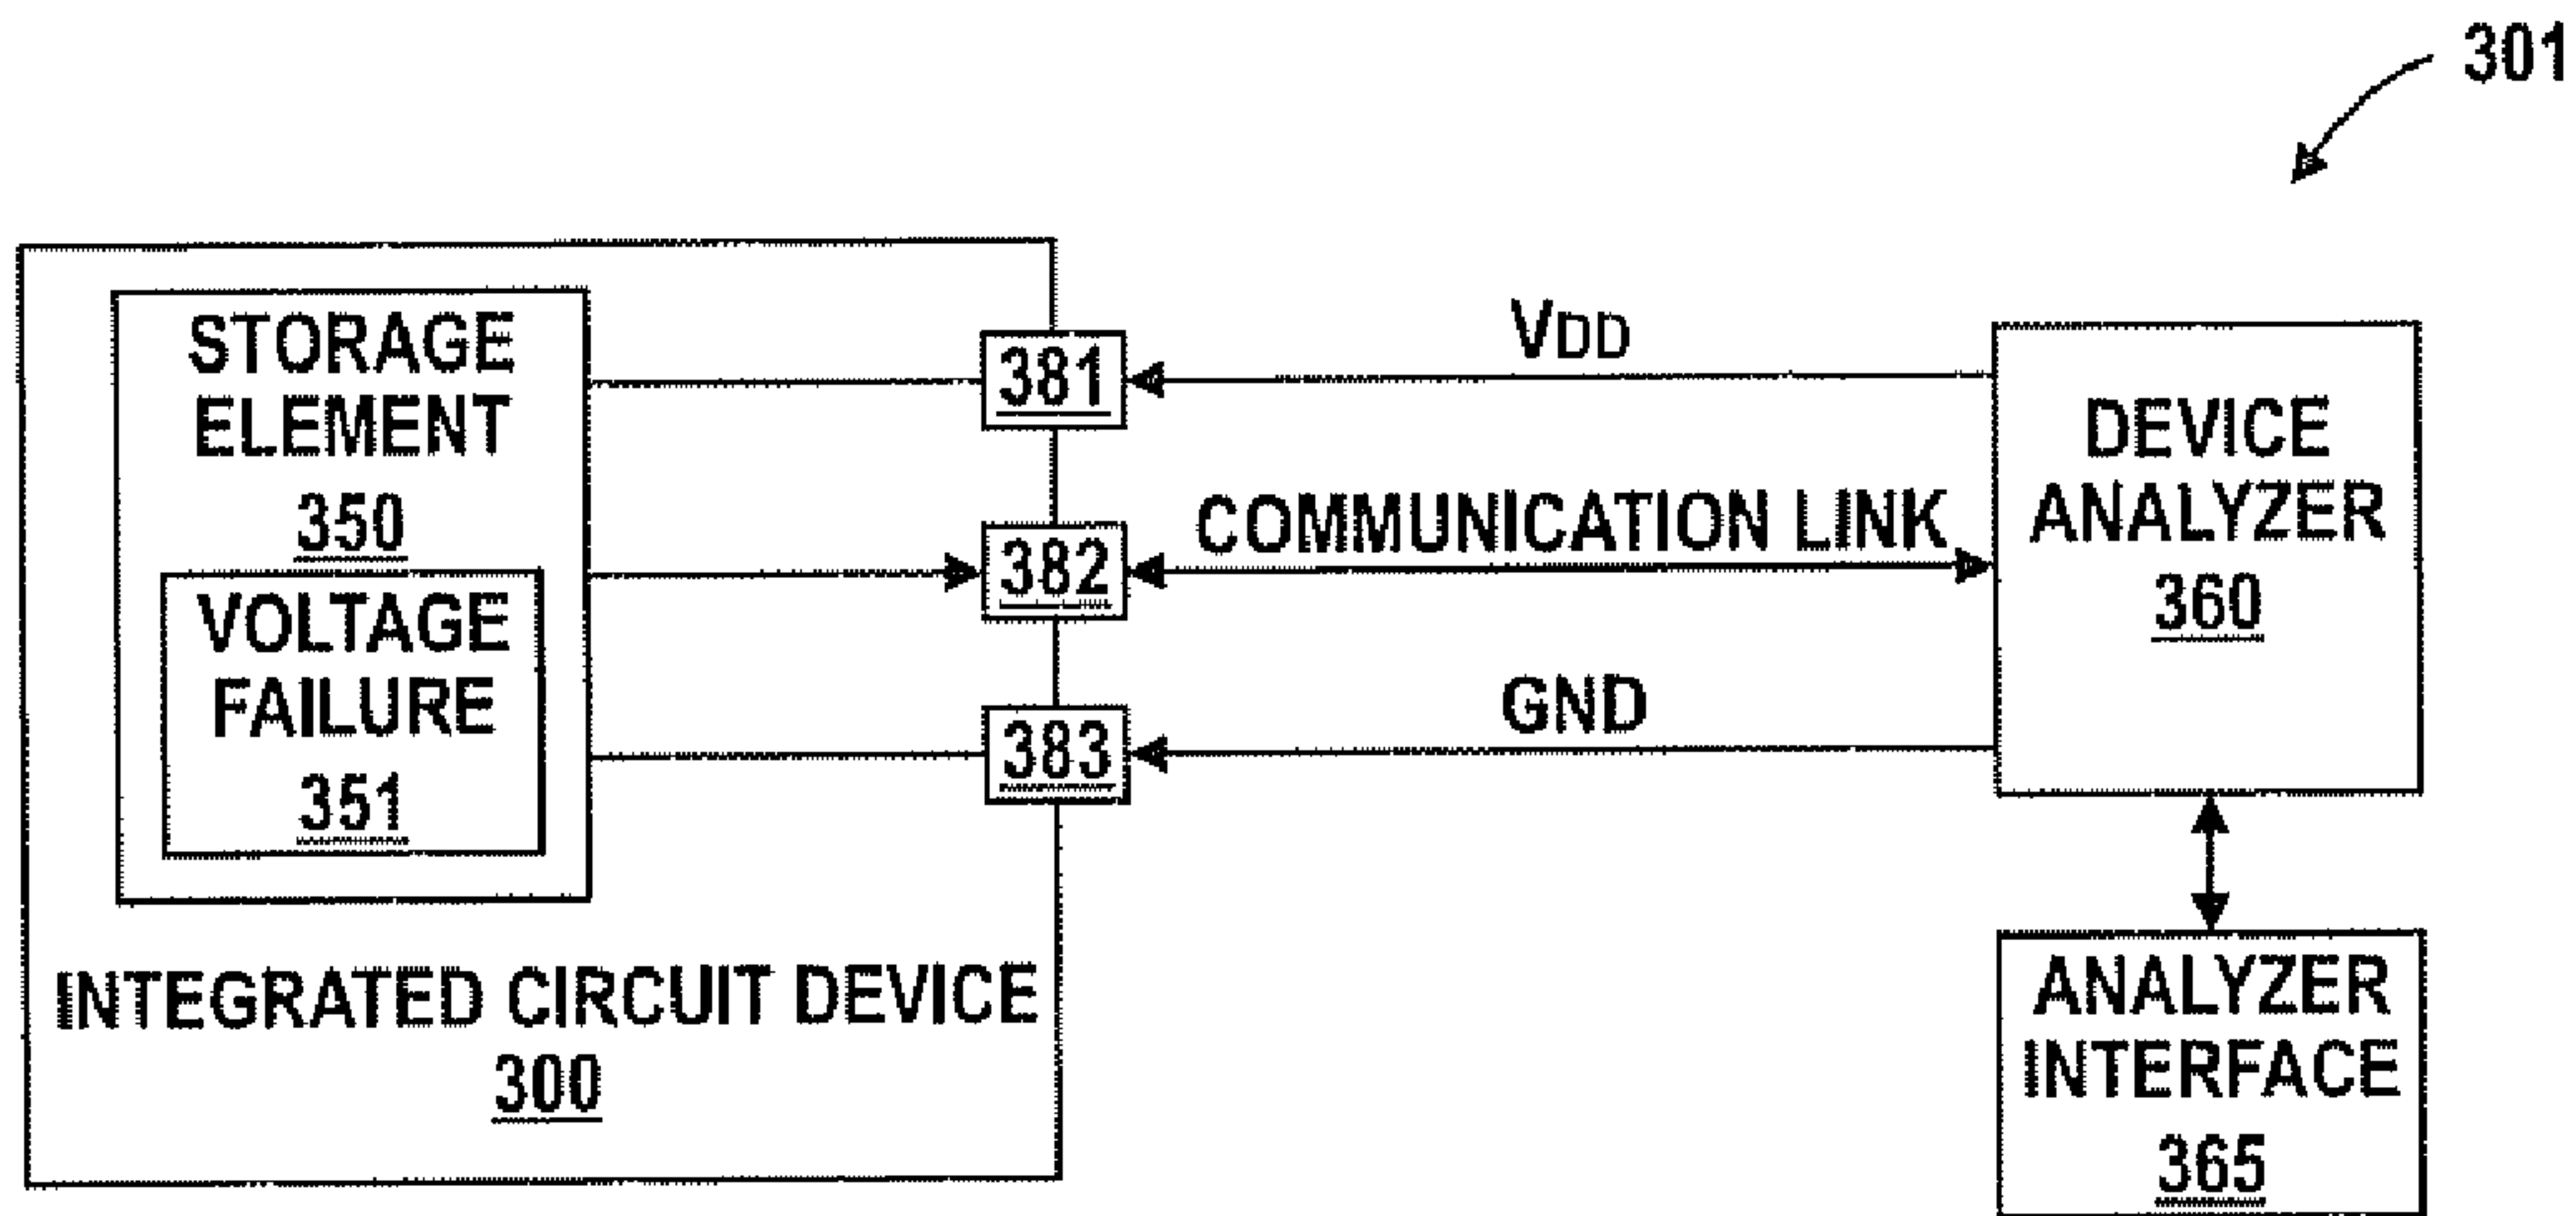 301
STORAGE
ELEMENT
350
VOLTAGE
FAILURE
351
INTEGRATED CIRCUIT DEVICE
300
381
382
383
VDD
COMMUNICATION LINK
GND
DEVICE
ANALYZER
360
ANALYZER
INTERFACE
365